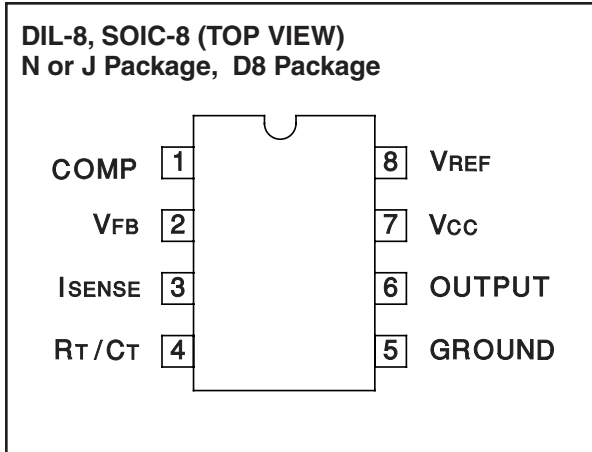 DIL-8, SOIC-8 (TOP VIEW)
N or J Package, D8 Package
COMP 1 8 VREF
VFB 2 7 VCC
ISENSE 3 6 OUTPUT
RT/CT 4 5 GROUND